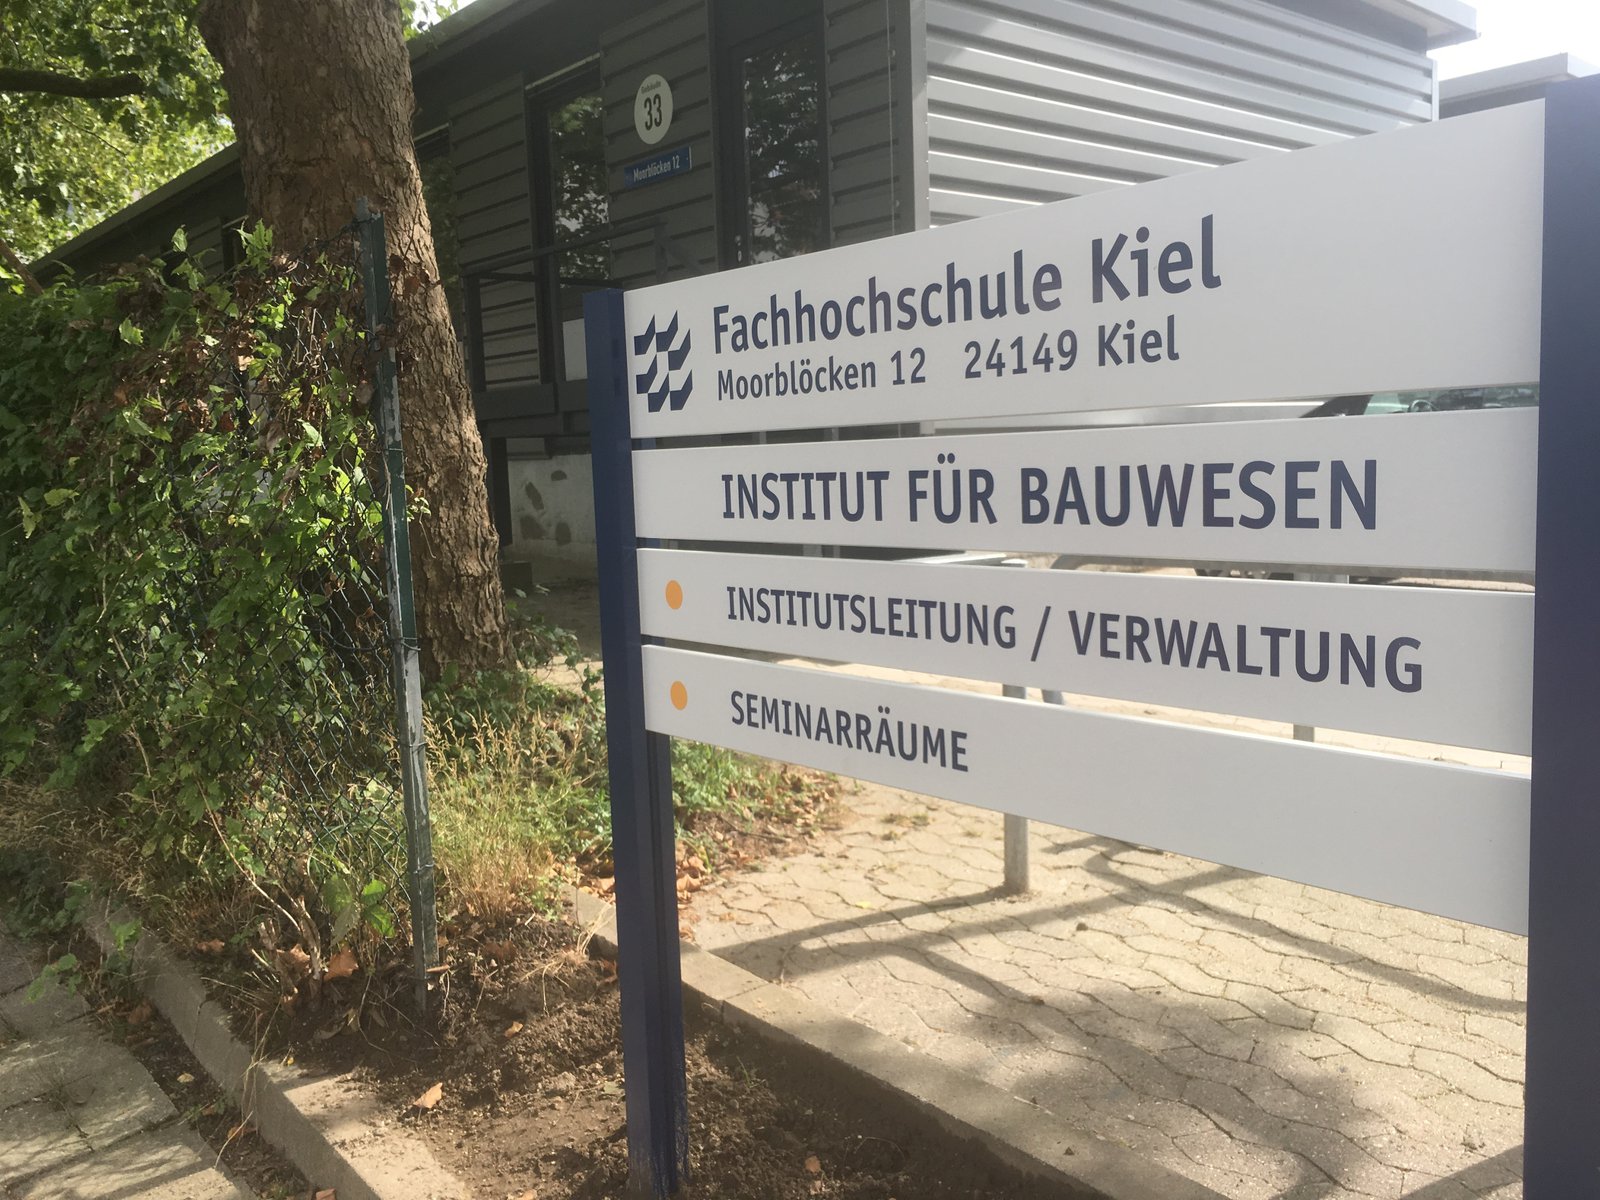 33
Moorblöcken 12
Fachhochschule Kiel
Moorblöcken 12 24149 Kiel
INSTITUT FÜR BAUWESEN
INSTITUTSLEITUNG / VERWALTUNG
SEMINARRÄUME